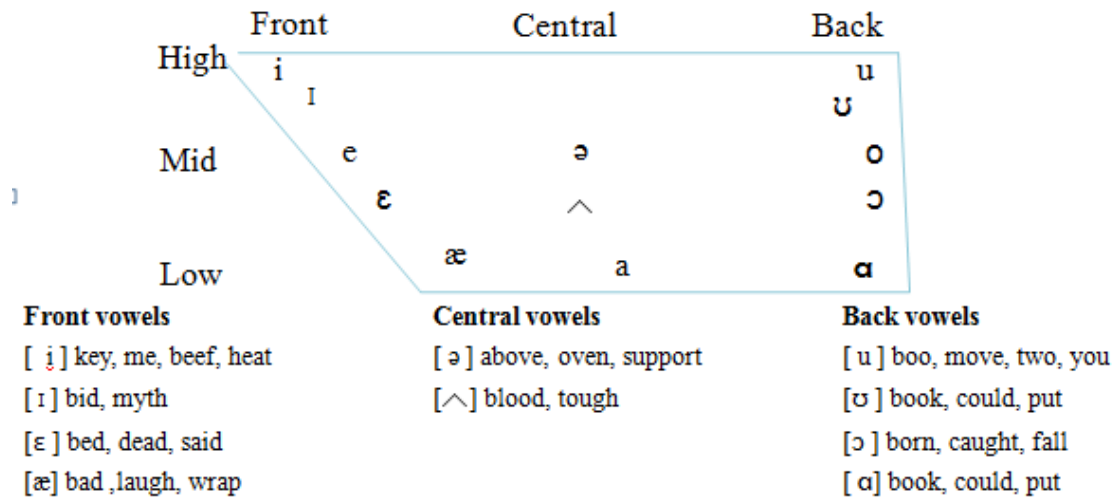 Front Central Back
High i u
ɪ ʊ
Mid e ə o
ɛ ʌ ɔ
æ
Low a ɑ
Front vowels Central vowels Back vowels
[ i ] key, me, beef, heat [ ə ] above, oven, support [ u ] boo, move, two, you
[ ɪ ] bid, myth [ʌ] blood, tough [ʊ ] book, could, put
[ɛ ] bed, dead, said [ɔ ] born, caught, fall
[æ] bad ,laugh, wrap [ ɑ] book, could, put